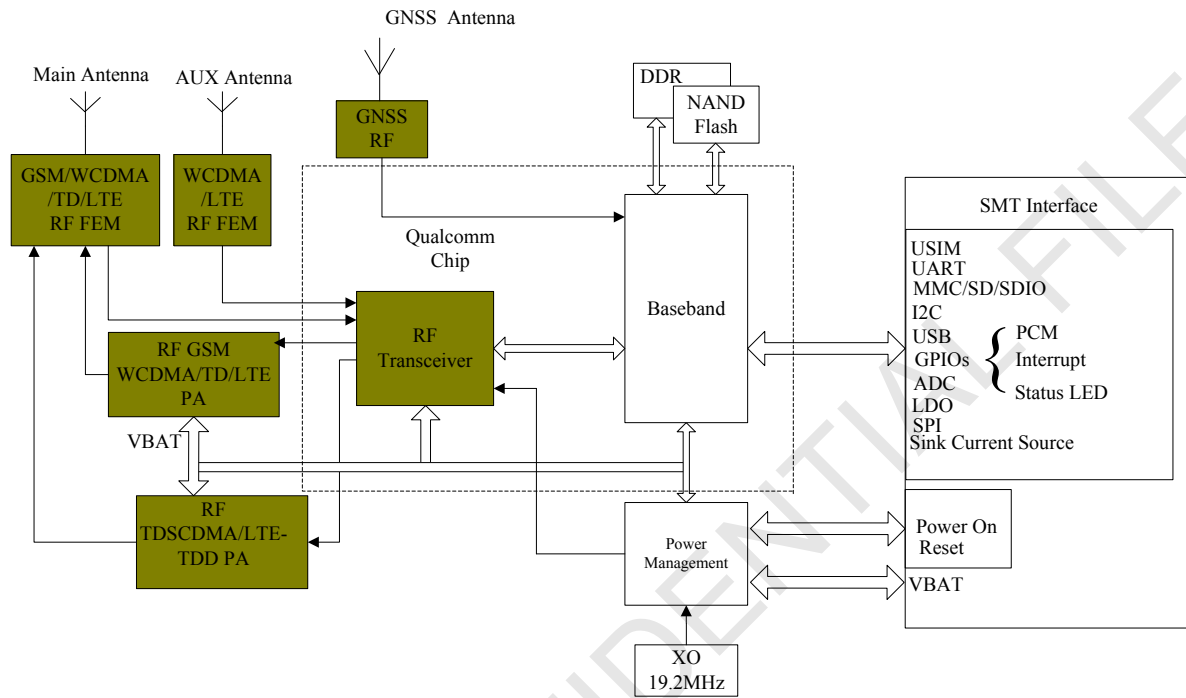 GNSS Antenna
Main Antenna
AUX Antenna
DDR
NAND
Flash
GNSS
RF
GSM/WCDMA
/TD/LTE
RF FEM
WCDMA
/LTE
RF FEM
SMT Interface
Qualcomm
Chip
USIM
UART
MMC/SD/SDIO
I2C
USB
GPIOs
ADC
LDO
SPI
Sink Current Source
{
PCM
Interrupt
Status LED
Baseband
RF
Transceiver
RF GSM
WCDMA/TD/LTE
PA
VBAT
RF
TDSCDMA/LTE-
TDD PA
Power
Management
Power On
Reset
VBAT
XO
19.2MHz
IDENTIAL FILE